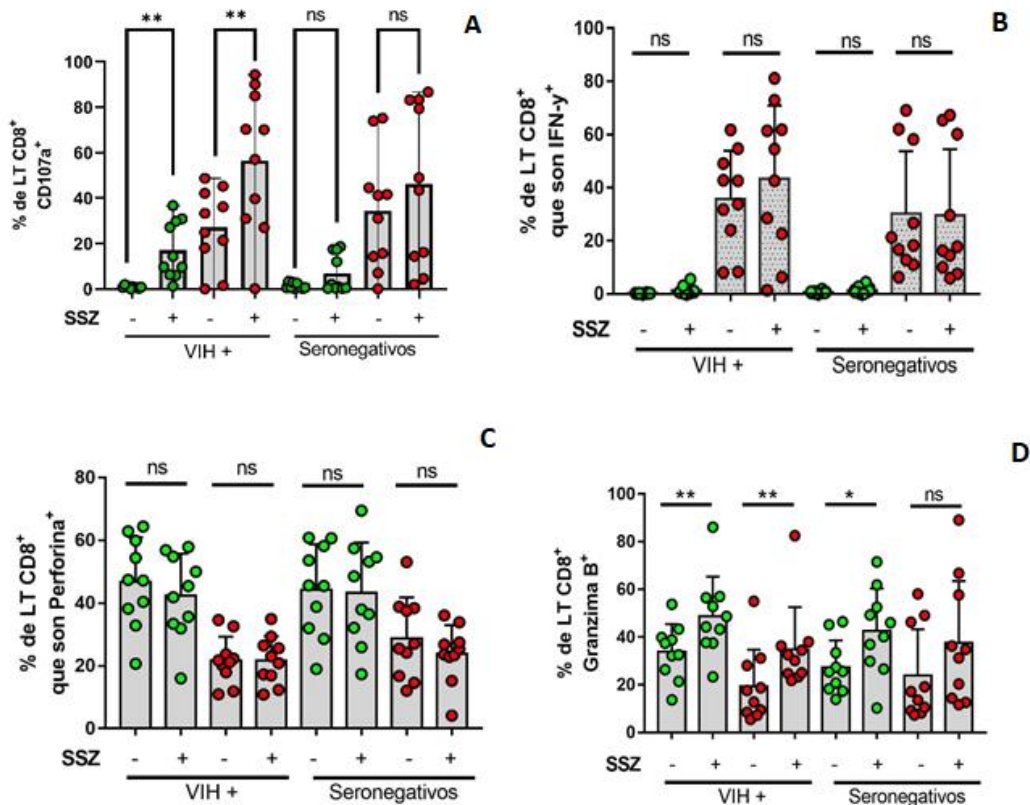 A
** ** ns ns
% de LT CD8+
CD107a+
100
80
60
40
20
0
SSZ - + - + - + - +
VIH + Seronegativos
B
ns ns ns ns
% de LT CD8+
que son IFN-y+
100
80
60
40
20
0
SSZ - + - + - + - +
VIH + Seronegativos
C
ns ns ns ns
% de LT CD8+
que son Perforina+
80
60
40
20
0
SSZ - + - + - + - +
VIH + Seronegativos
D
** ** * ns
% de LT CD8+
Granzima B+
100
80
60
40
20
0
SSZ - + - + - + - +
VIH + Seronegativos